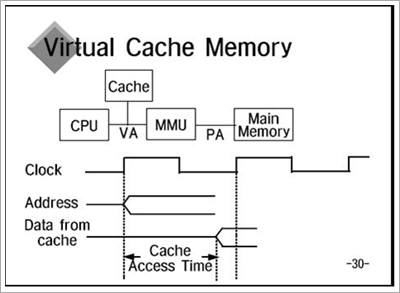 Virtual Cache Memory
Cache
CPU
VA
MMU
PA
Main
Memory
Clock
Address
Data from
cache
Cache
Access Time
-30-